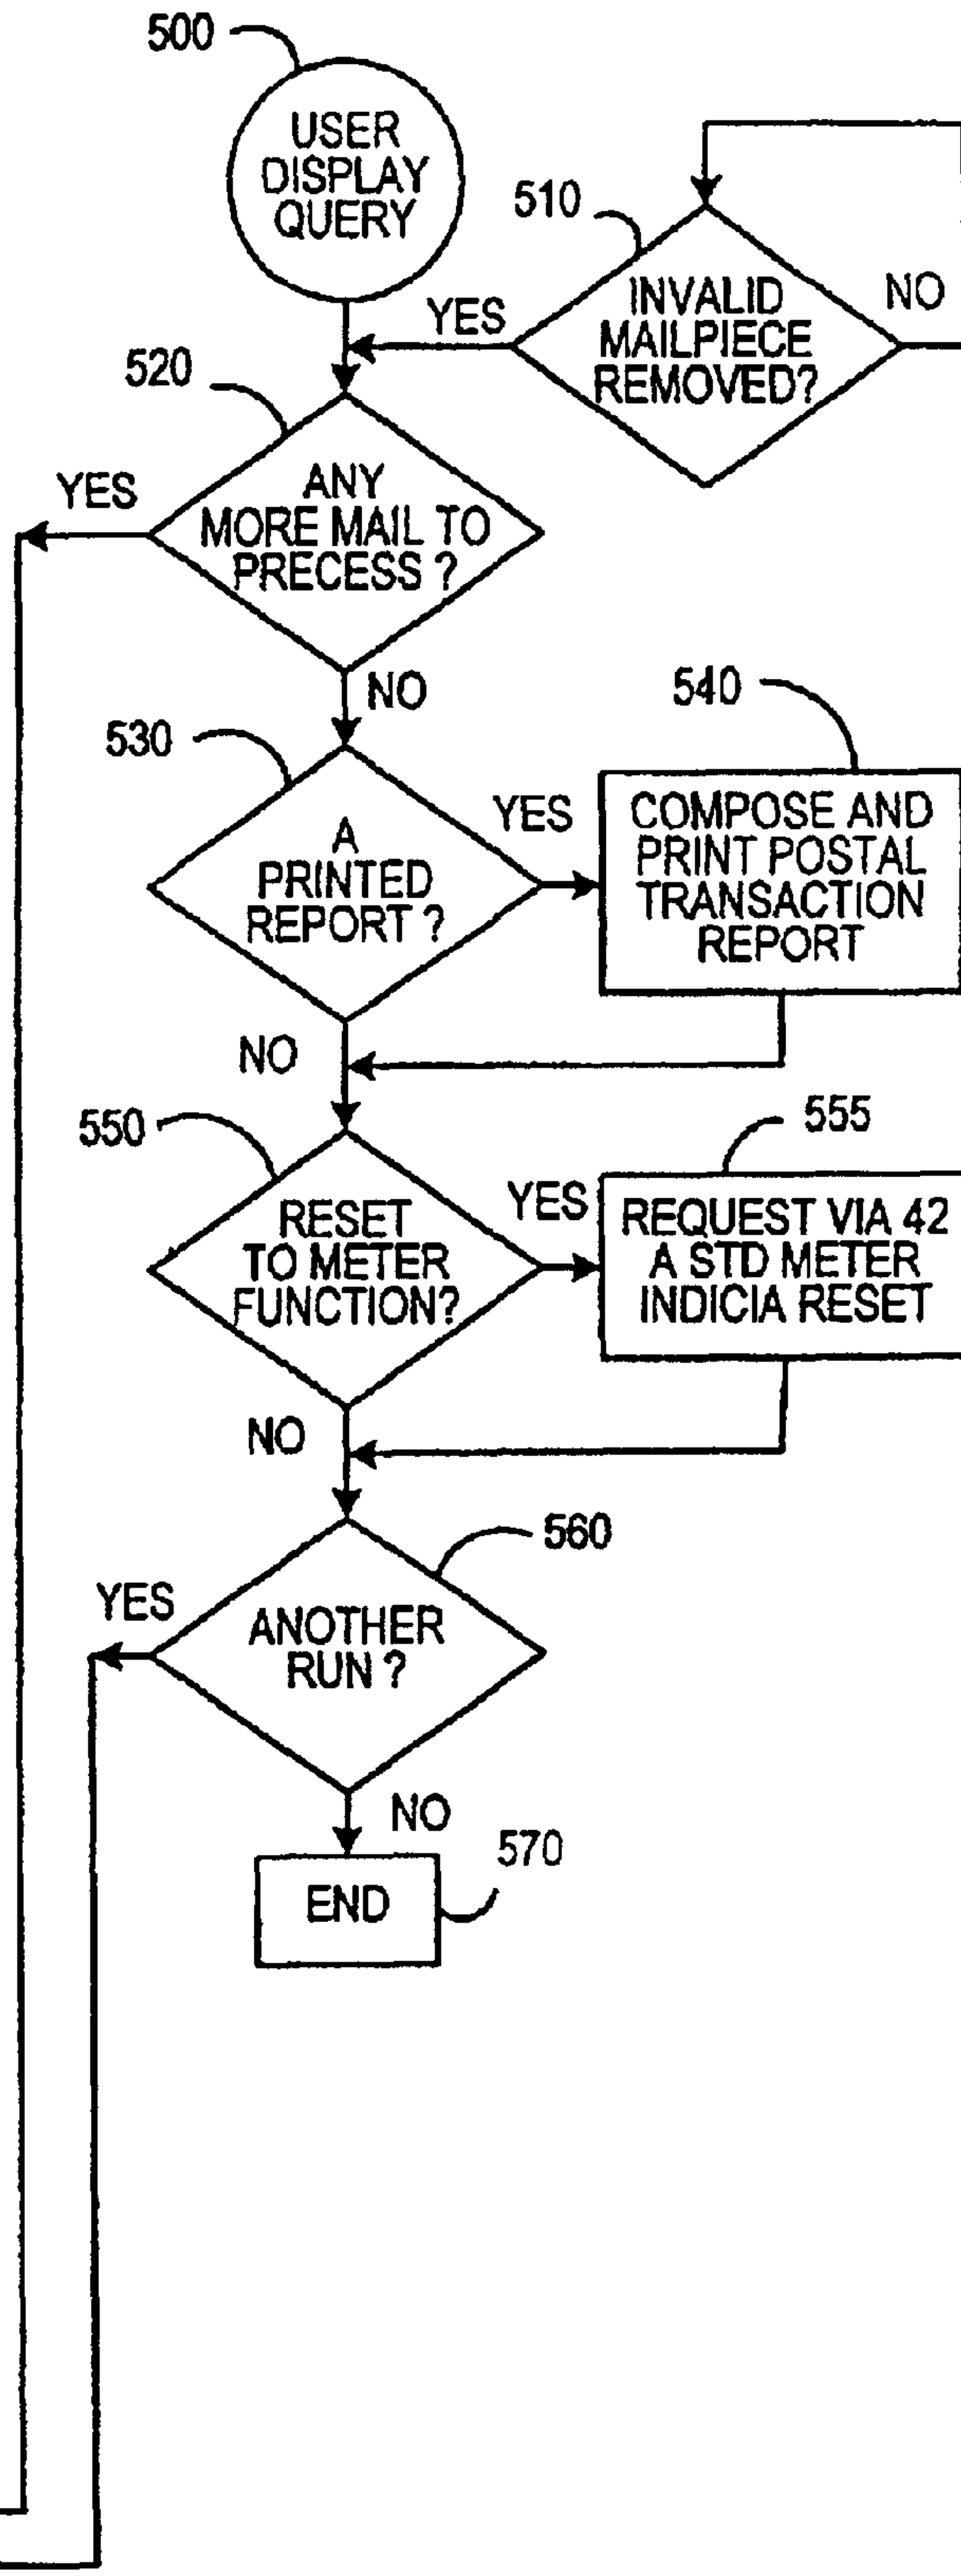 500
USER
DISPLAY
QUERY
510
INVALID
MAILPIECE
REMOVED?
NO
YES
520
ANY
MORE MAIL TO
PRECESS ?
YES
NO
530
A
PRINTED
REPORT ?
YES
540
COMPOSE AND
PRINT POSTAL
TRANSACTION
REPORT
NO
550
RESET
TO METER
FUNCTION?
YES
555
REQUEST VIA 42
A STD METER
INDICIA RESET
NO
560
ANOTHER
RUN ?
YES
NO
570
END